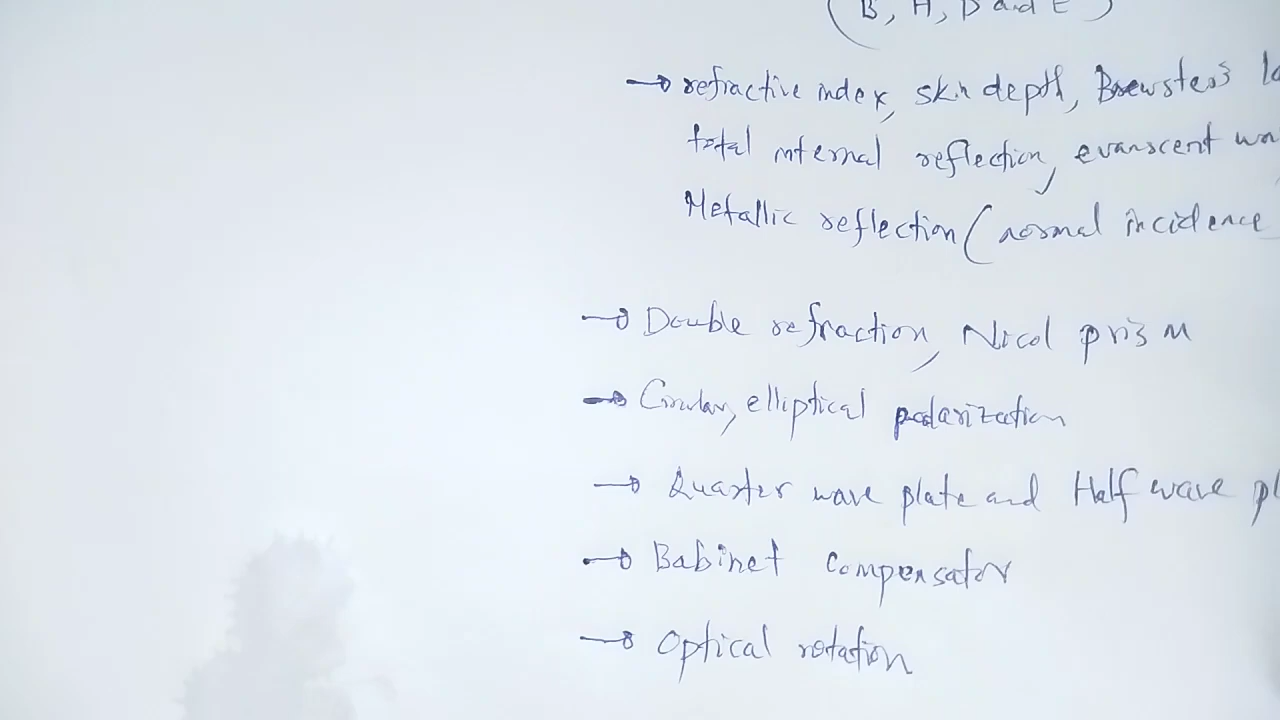 (B, H, D and E)
→ refractive index, skin depth, Brewster's
total internal reflection, evanscent
Metallic reflection (normal incidence
→ Double refraction, Nicol prism
→ Circular, elliptical polarization
→ Quarter wave plate and Half wave pl
→ Babinet compensator
→ Optical rotation